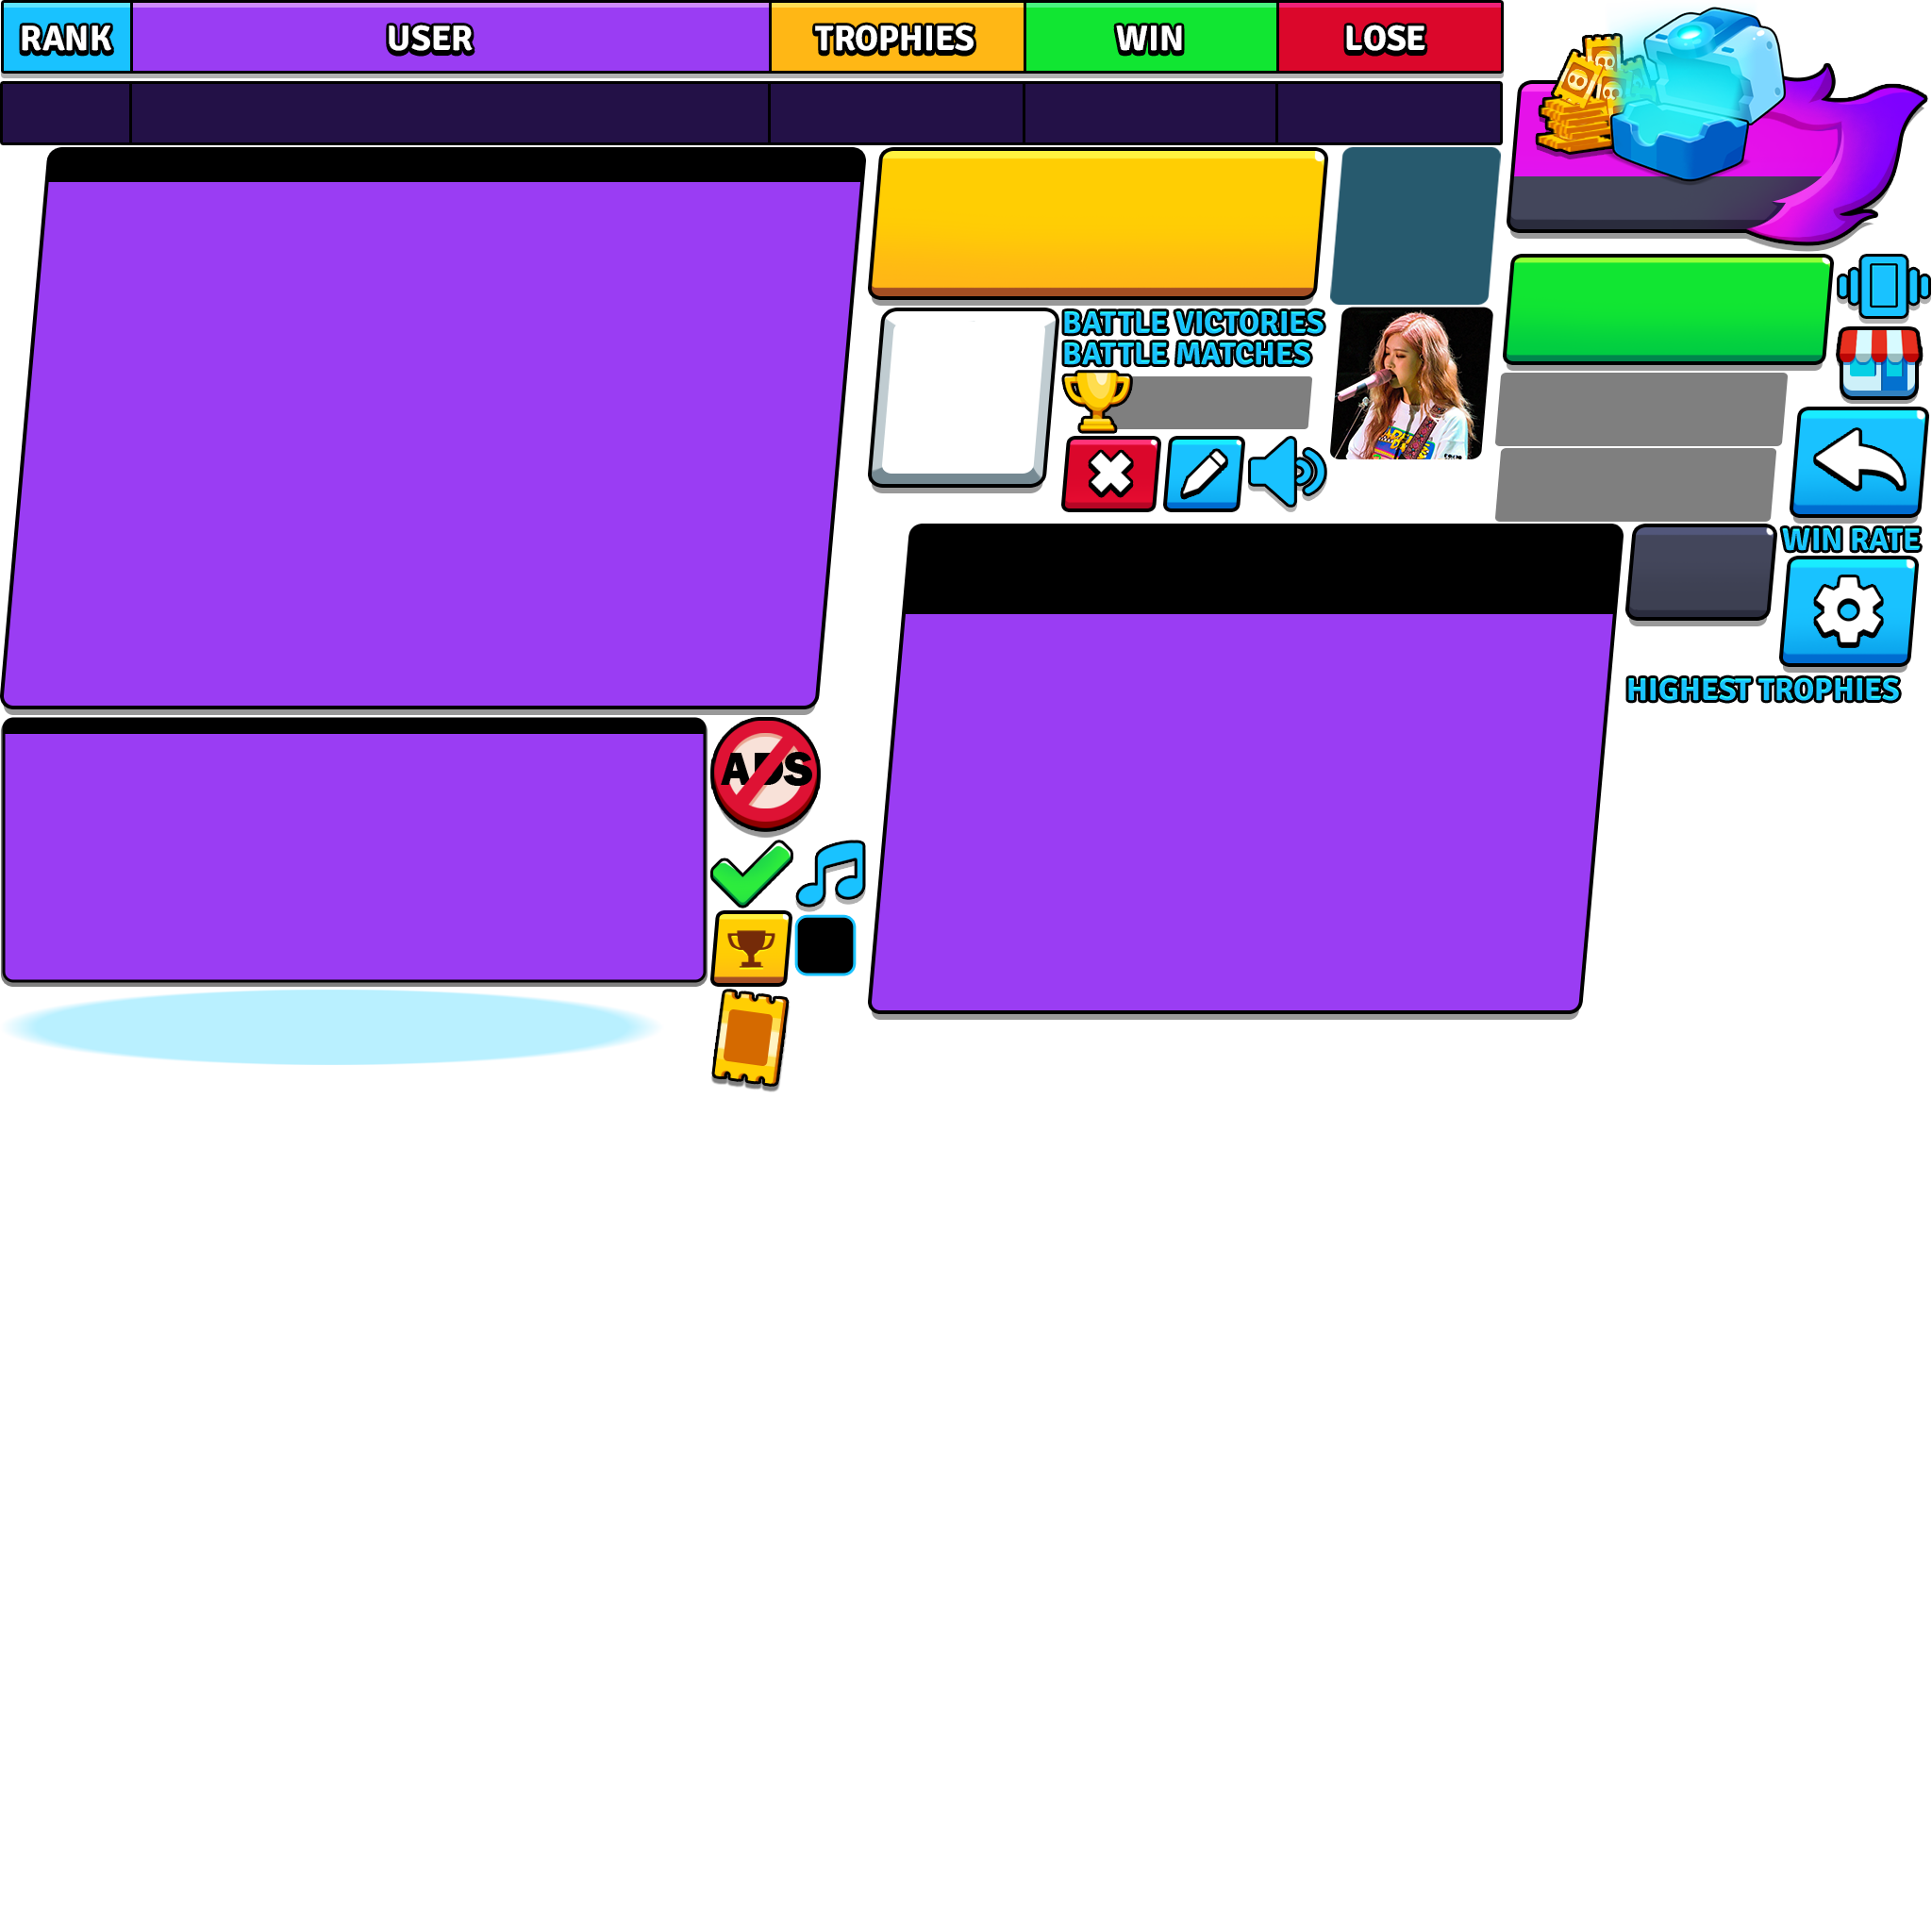 RANK USER TROPHIES WIN LOSE
BATTLE VICTORIES
BATTLE MATCHES
WIN RATE
HIGHEST TROPHIES
ADS